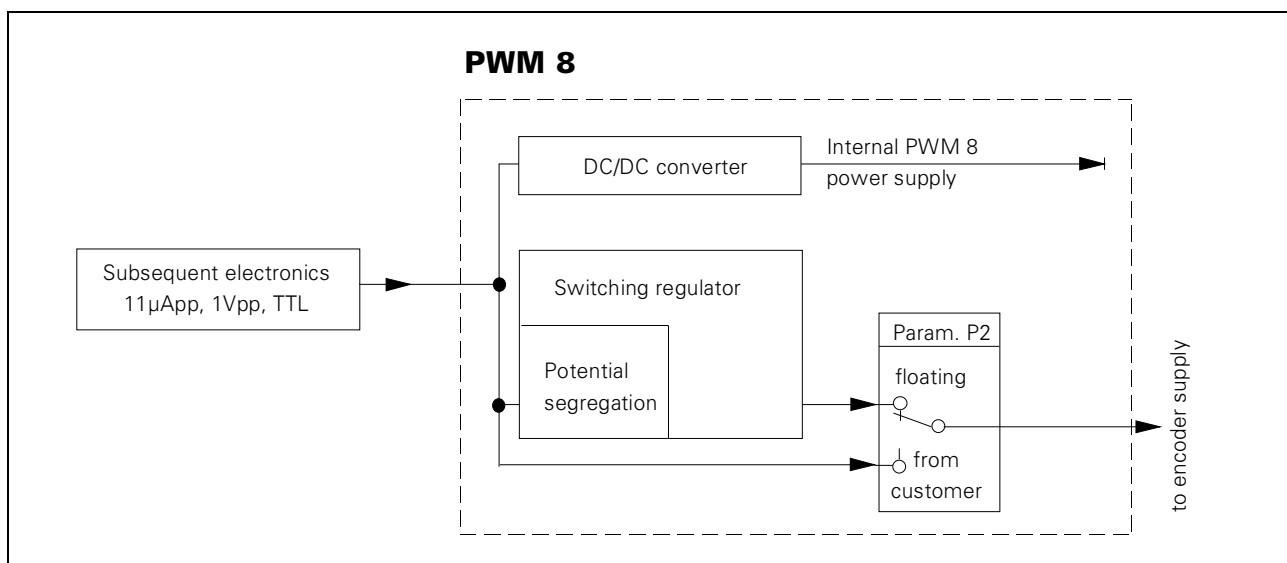 PWM 8
DC/DC converter
Internal PWM 8
power supply
Subsequent electronics
11µApp, 1Vpp, TTL
Switching regulator
Potential
segregation
Param. P2
floating
from
customer
to encoder supply